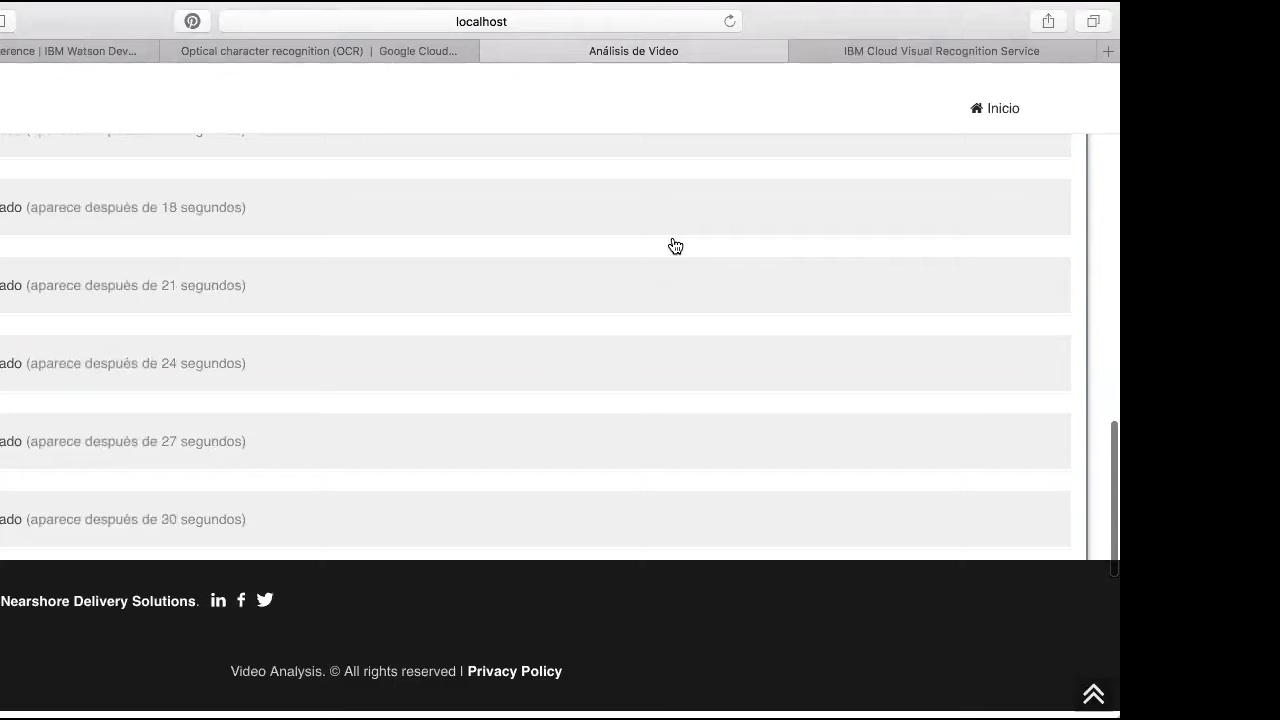 localhost
erence | IBM Watson Dev...
Optical character recognition (OCR) | Google Cloud...
Análisis de Video
IBM Cloud Visual Recognition Service
Inicio
ado (aparece después de 18 segundos)
ado (aparece después de 21 segundos)
ado (aparece después de 24 segundos)
ado (aparece después de 27 segundos)
ado (aparece después de 30 segundos)
Nearshore Delivery Solutions.
Video Analysis. © All rights reserved | Privacy Policy